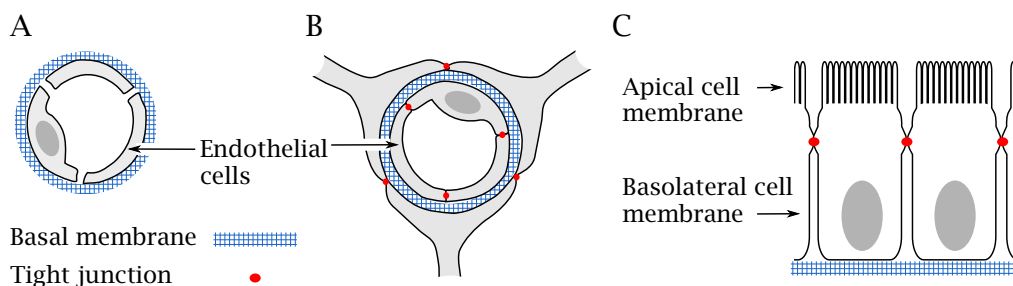 A
B
C
Apical cell
membrane
Endothelial
cells
Basolateral cell
membrane
Basal membrane
Tight junction